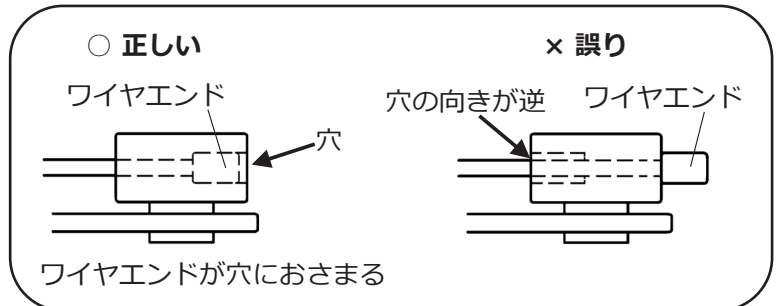 ○ 正しい
× 誤り
ワイヤエンド
穴
穴の向きが逆
ワイヤエンド
ワイヤエンドが穴におさまる